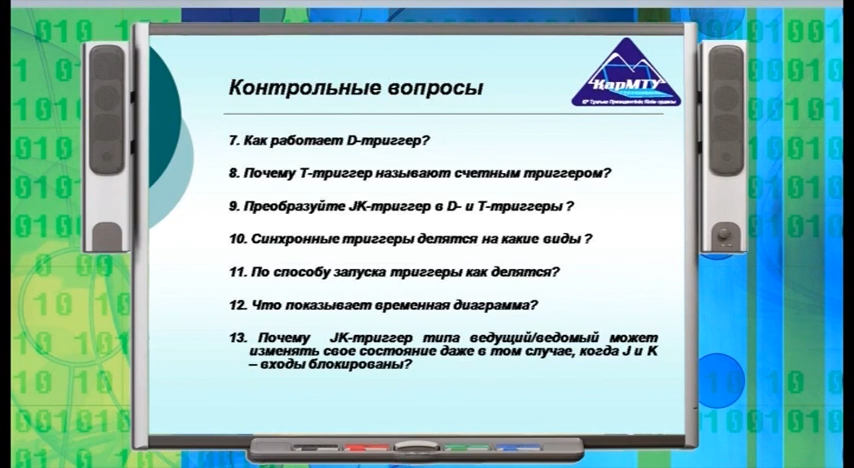 Контрольные вопросы
ҚарМТУ
7. Как работает D-триггер?
8. Почему Т-триггер называют счетным триггером?
9. Преобразуйте JK-триггер в D- и Т-триггеры ?
10. Синхронные триггеры делятся на какие виды ?
11. По способу запуска триггеры как делятся?
12. Что показывает временная диаграмма?
13. Почему JK-триггер типа ведущий/ведомый может
изменять свое состояние даже в том случае, когда J и K
– входы блокированы?